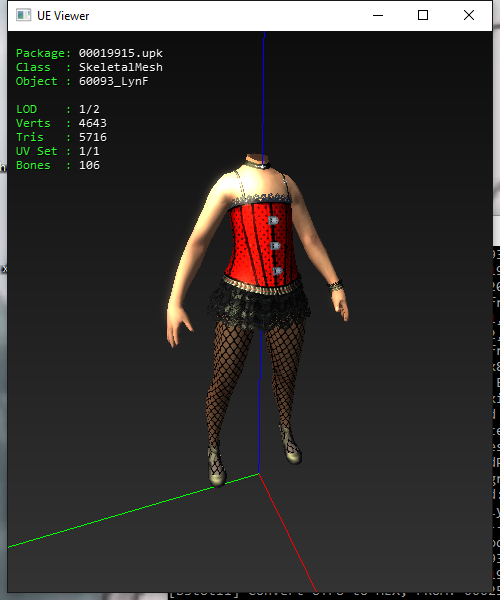 UE Viewer
Package: 00019915.upk
Class  : SkeletalMesh
Object : 60093_LynF
LOD    : 1/2
Verts  : 4643
Tris   : 5716
UV Set : 1/1
Bones  : 106